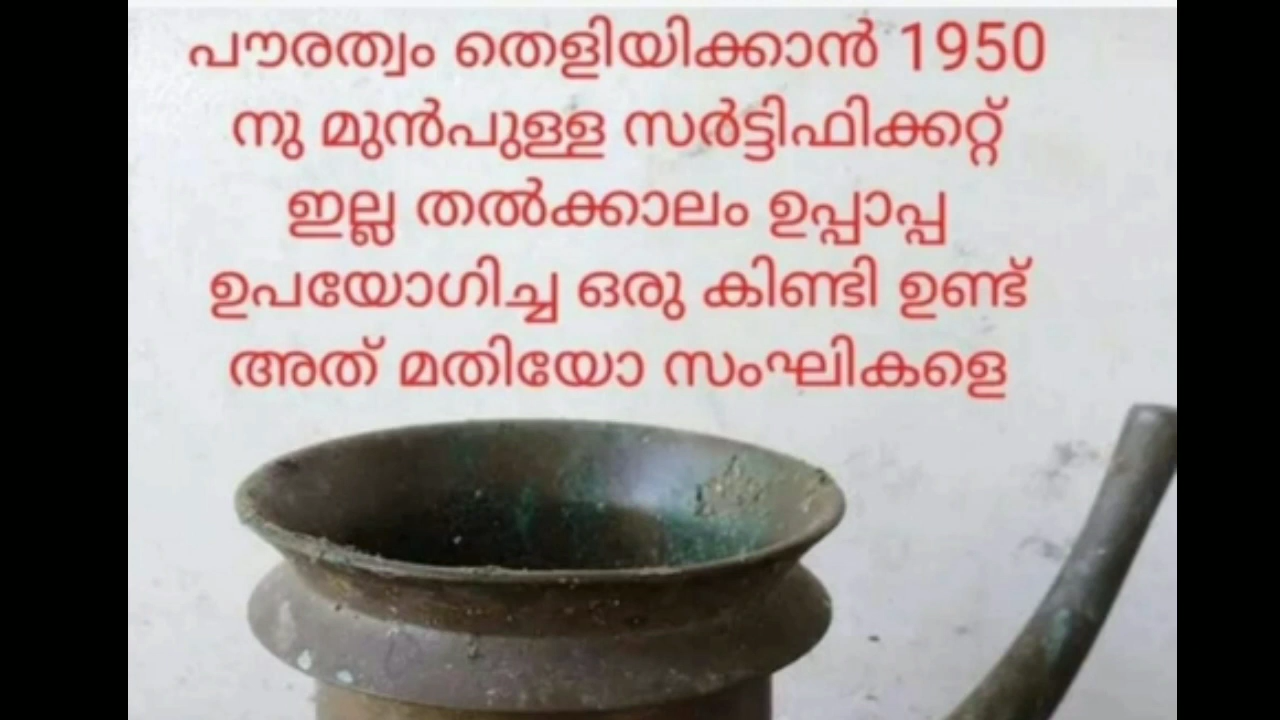 പൗരത്വം തെളിയിക്കാൻ 1950
നു മുൻപുള്ള സർട്ടിഫിക്കറ്റ്
ഇല്ല തൽക്കാലം ഉപ്പാപ്പ
ഉപയോഗിച്ച ഒരു കിണ്ടി ഉണ്ട്
അത് മതിയോ സംഘികളെ